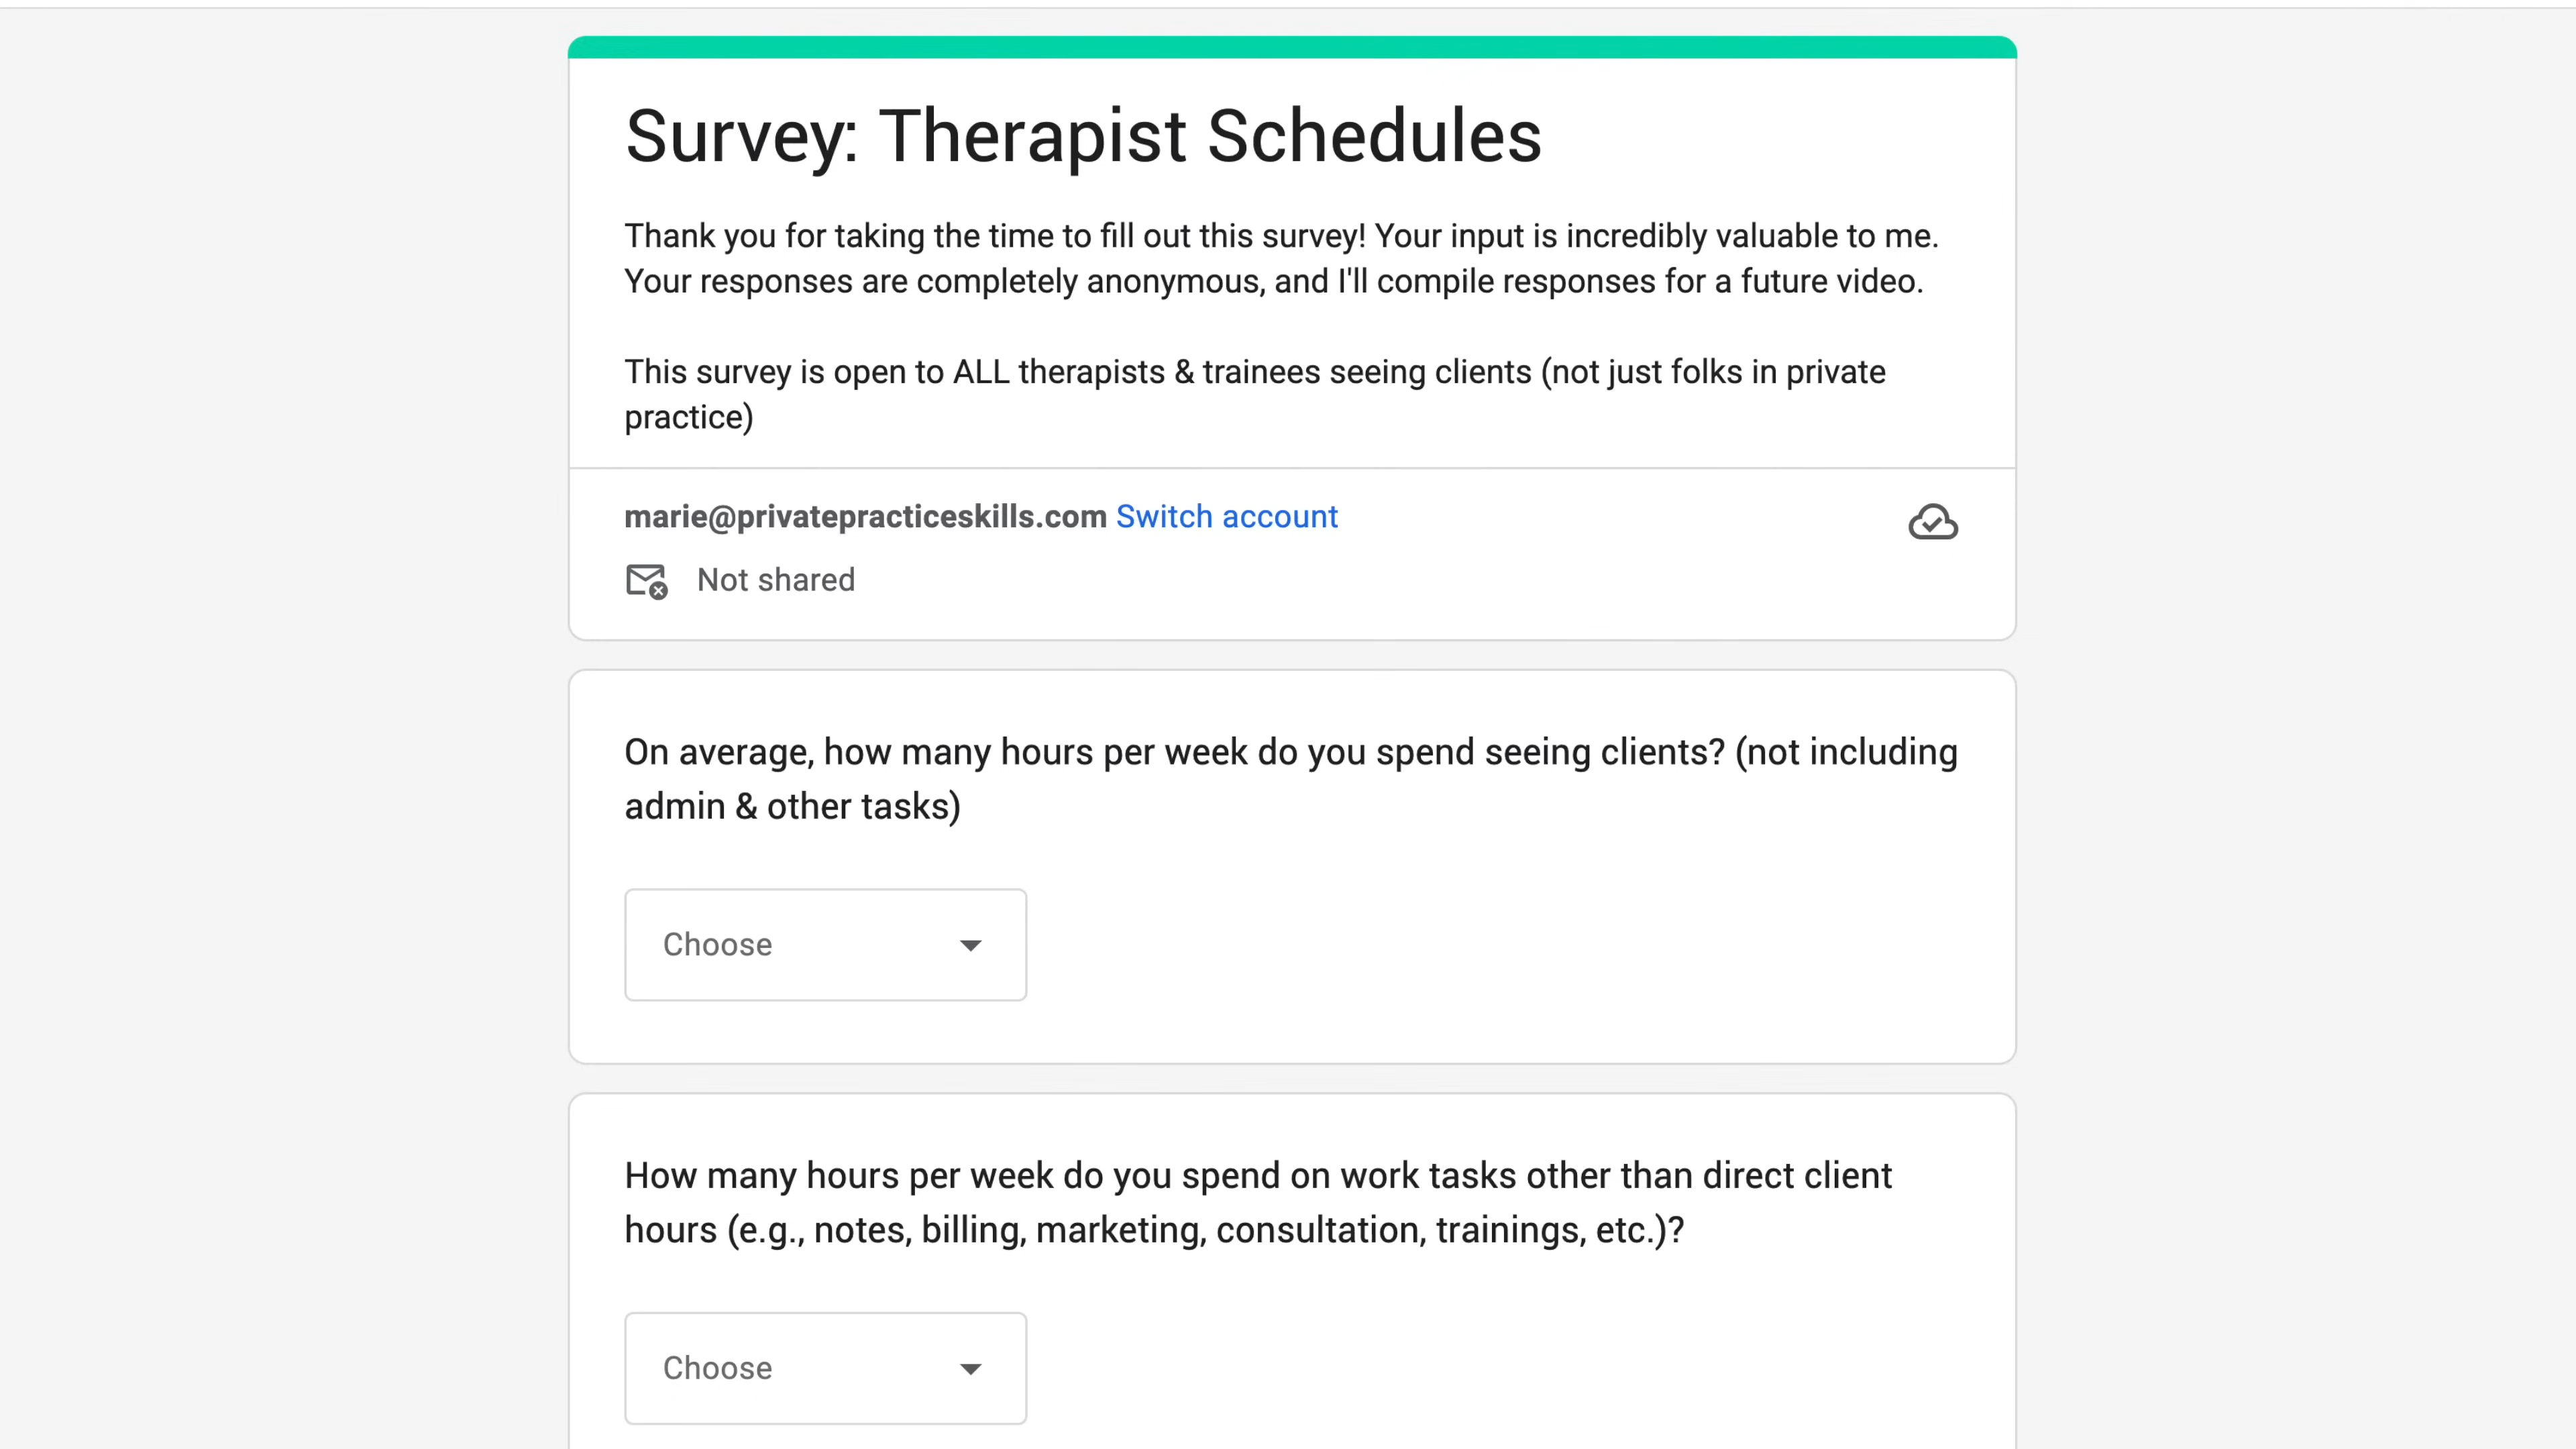 Survey: Therapist Schedules
Thank you for taking the time to fill out this survey! Your input is incredibly valuable to me.
Your responses are completely anonymous, and I'll compile responses for a future video.
This survey is open to ALL therapists & trainees seeing clients (not just folks in private
practice)
marie@privatepracticeskills.com Switch account
Not shared
On average, how many hours per week do you spend seeing clients? (not including
admin & other tasks)
Choose
How many hours per week do you spend on work tasks other than direct client
hours (e.g., notes, billing, marketing, consultation, trainings, etc.)?
Choose